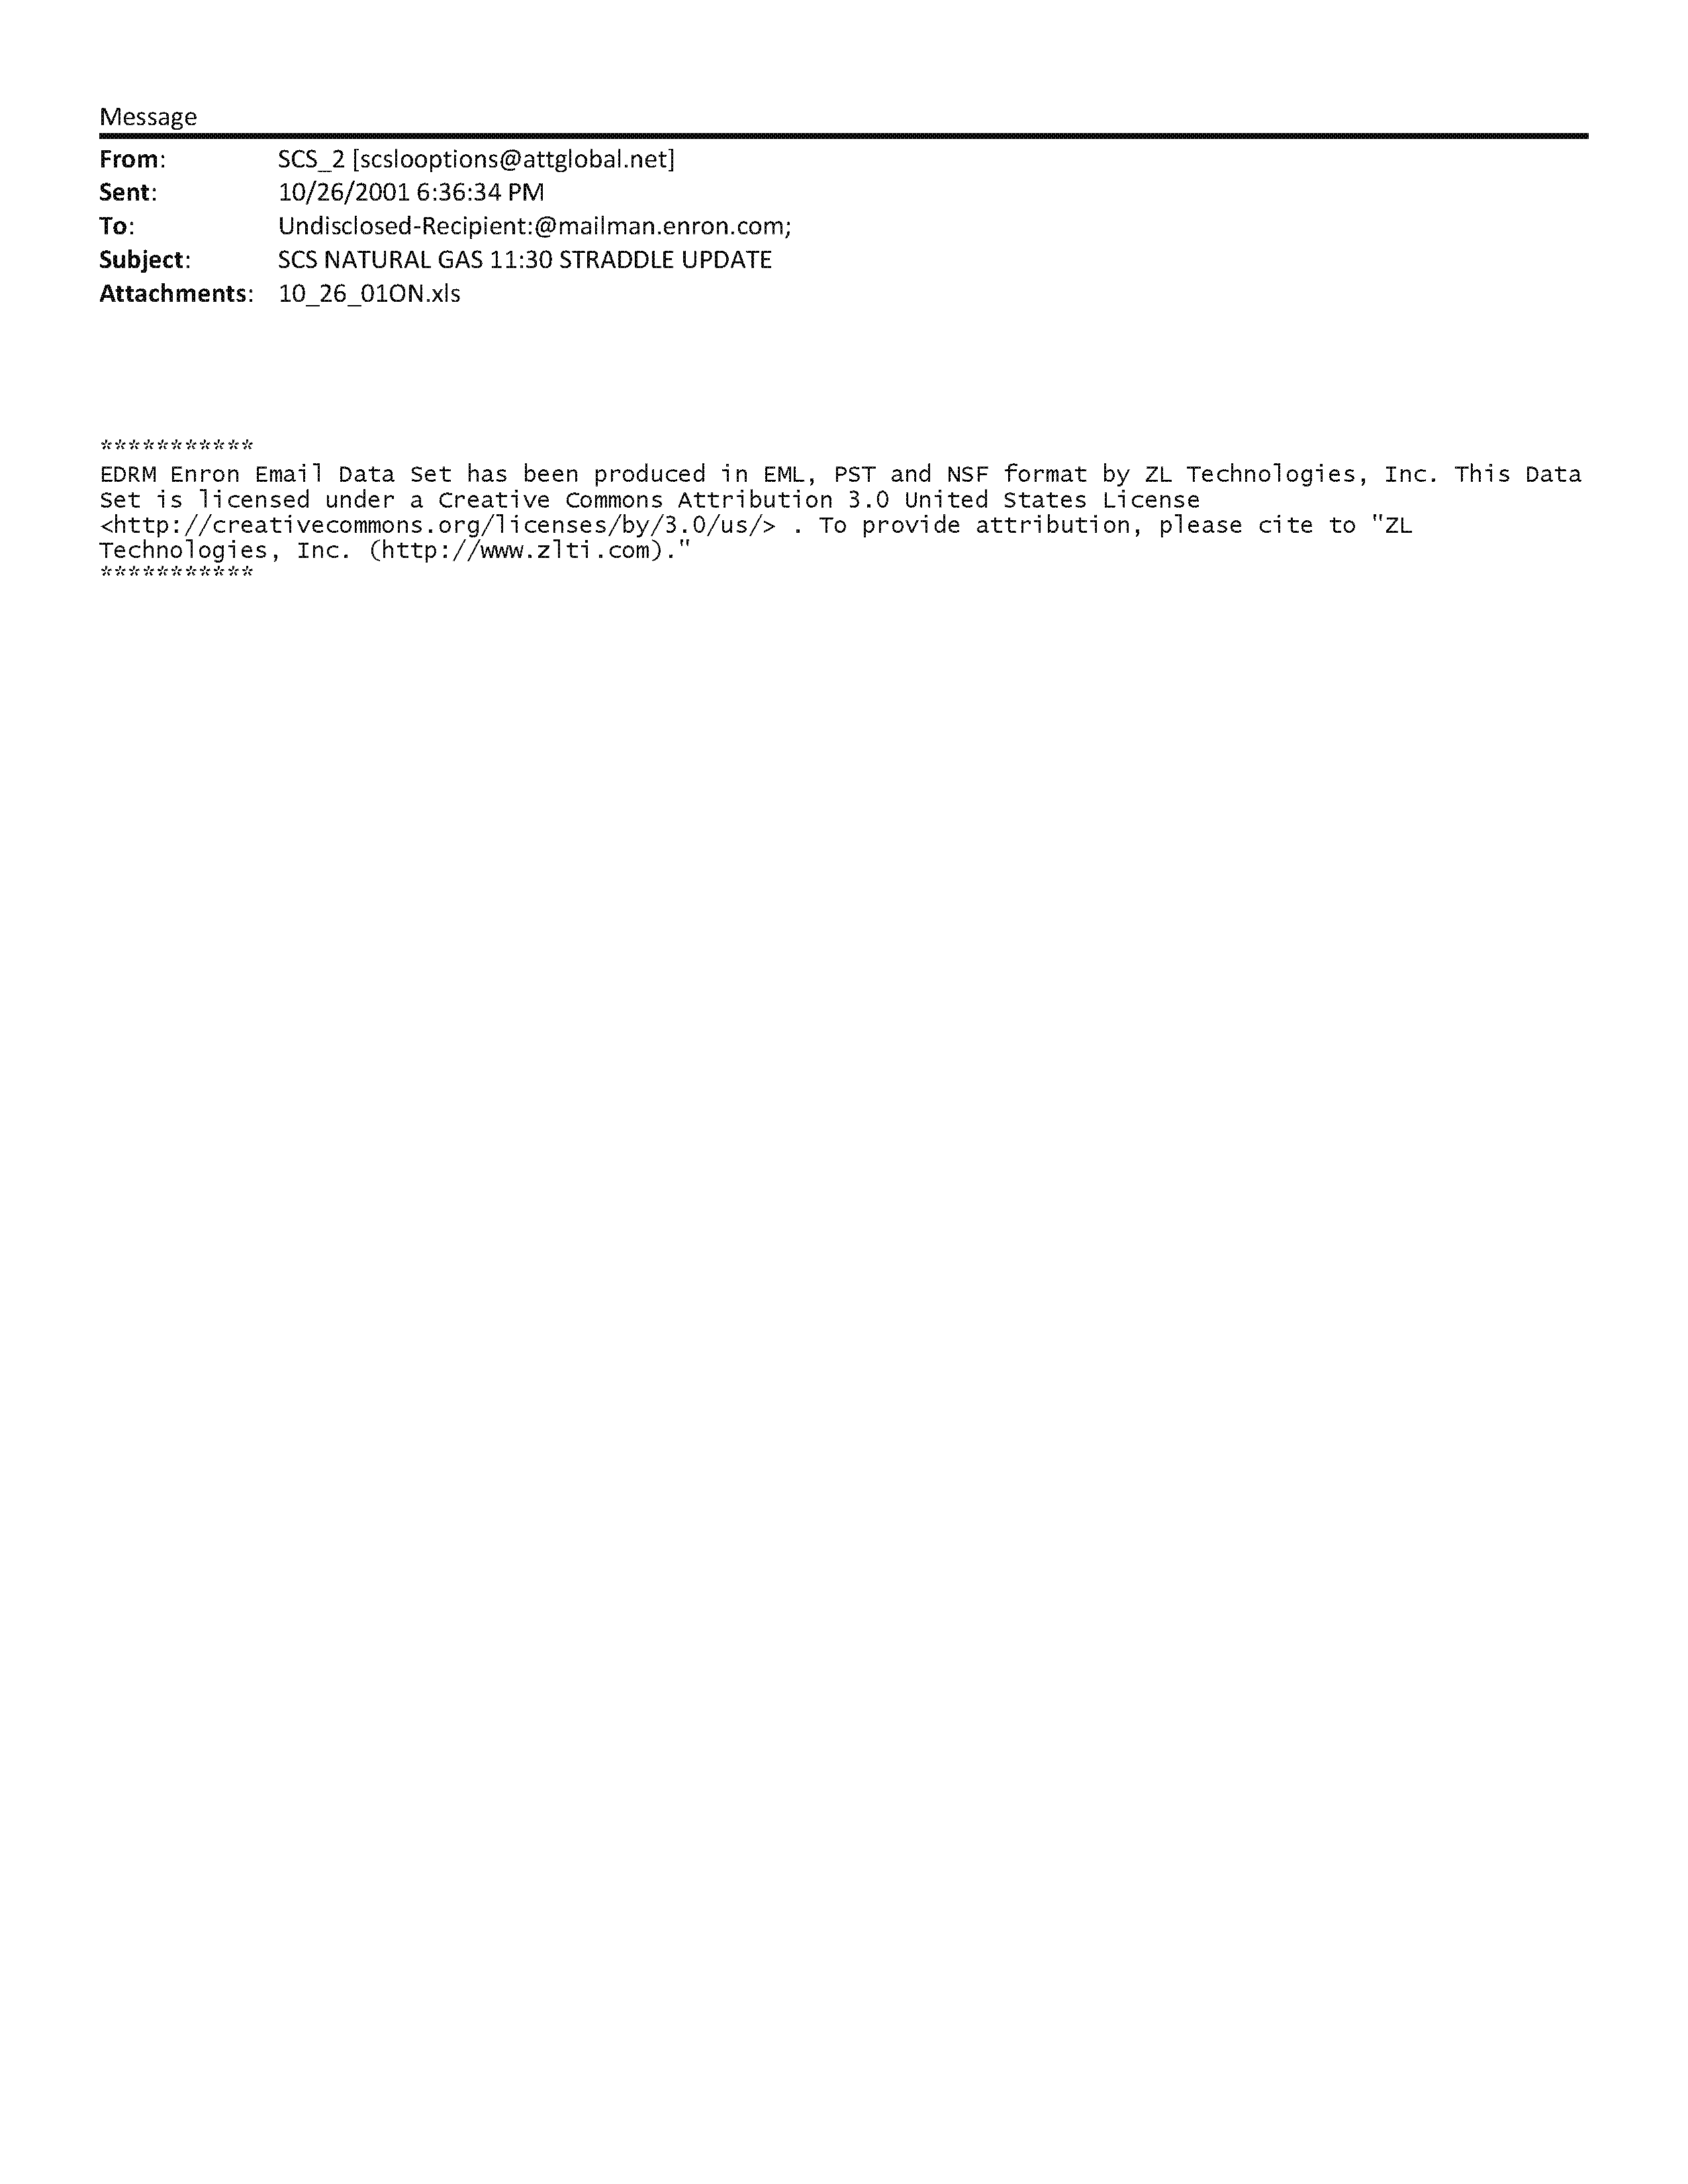 Message
From: SCS_2 [scslooptions@attglobal.net]
Sent: 10/26/2001 6:36:34 PM
To: Undisclosed-Recipient:@mailman.enron.com;
Subject: SCS NATURAL GAS 11:30 STRADDLE UPDATE
Attachments: 10_26_01ON.xls
***********
EDRM Enron Email Data Set has been produced in EML, PST and NSF format by ZL Technologies, Inc. This Data
Set is licensed under a Creative Commons Attribution 3.0 United States License
<http://creativecommons.org/licenses/by/3.0/us/> . To provide attribution, please cite to "ZL
Technologies, Inc. (http://www.zlti.com)."
***********